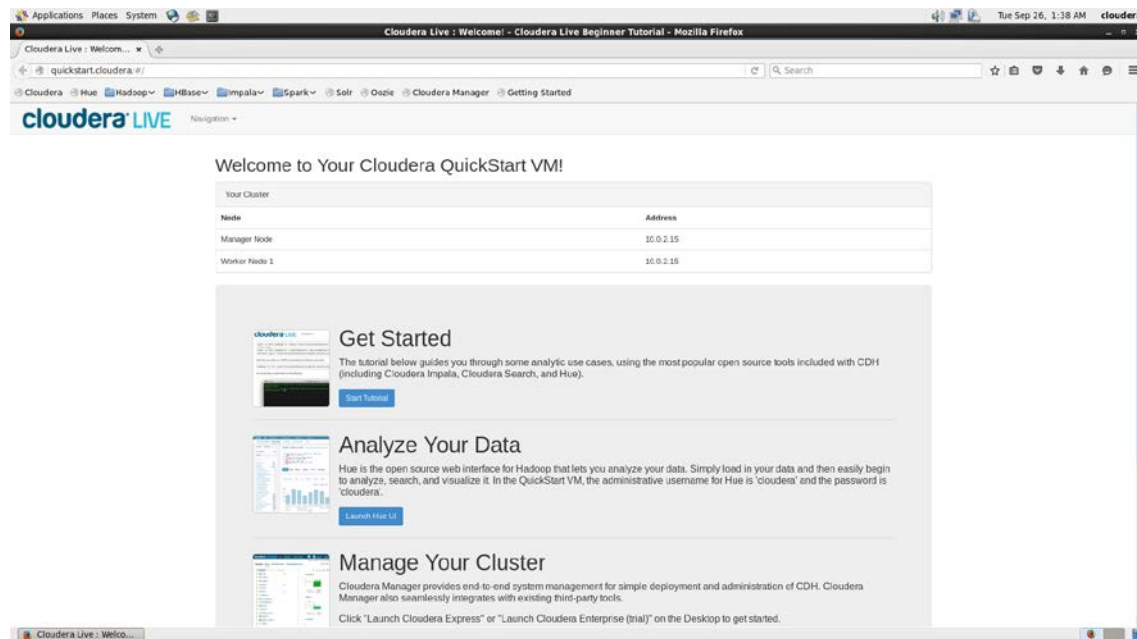 Applications Places System
Tue Sep 26, 1:38 AM clouder
Cloudera Live : Welcome! - Cloudera Live Beginner Tutorial - Mozilla Firefox
Cloudera Live : Welcom...
quickstart.cloudera/#/
Search
Cloudera Hue Hadoop HBase Impala Spark Solr Oozie Cloudera Manager Getting Started
cloudera LIVE Navigation
Welcome to Your Cloudera QuickStart VM!
Your Cluster
Node Address
Manager Node 10.0.2.15
Worker Node 1 10.0.2.15
cloudera LIVE
Get Started
The tutorial below guides you through some analytic use cases, using the most popular open source tools included with CDH
(including Cloudera Impala, Cloudera Search, and Hue).
Start Tutorial
Analyze Your Data
Hue is the open source web interface for Hadoop that lets you analyze your data. Simply load in your data and then easily begin
to analyze, search, and visualize it. In the QuickStart VM, the administrative username for Hue is 'cloudera' and the password is
'cloudera'.
Launch Hue UI
Manage Your Cluster
Cloudera Manager provides end-to-end system management for simple deployment and administration of CDH. Cloudera
Manager also seamlessly integrates with existing third-party tools.
Click "Launch Cloudera Express" or "Launch Cloudera Enterprise (trial)" on the Desktop to get started.
Cloudera Live : Welco...